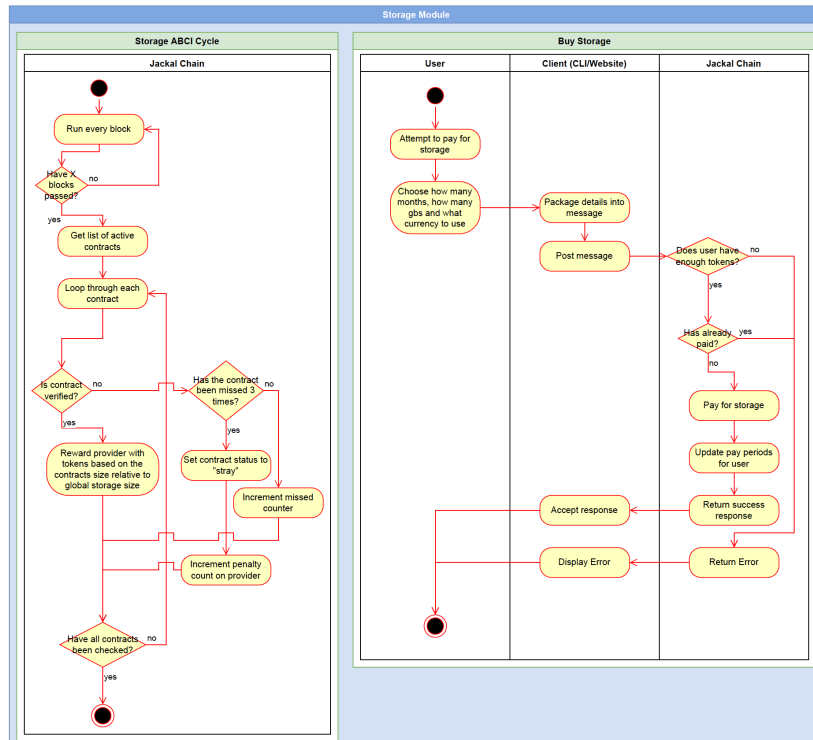 Storage Module
Storage ABCI Cycle
Jackal Chain
Run every block
Have X
blocks
passed?
no
yes
Get list of active
contracts
Loop through each
contract
Is contract
verified?
no
yes
Has the contract
been missed 3
times?
no
yes
Reward provider with
tokens based on the
contracts size relative to
global storage size
Set contract status to
"stray"
Increment missed
counter
Increment penalty
count on provider
Have all contracts
been checked?
no
yes
Buy Storage
User
Client (CLI/Website)
Jackal Chain
Attempt to pay for
storage
Choose how many
months, how many
gbs and what
currency to use
Package details into
message
Post message
Does user have
enough tokens?
no
yes
Has already
paid?
yes
no
Pay for storage
Update pay periods
for user
Return success
response
Accept response
Return Error
Display Error